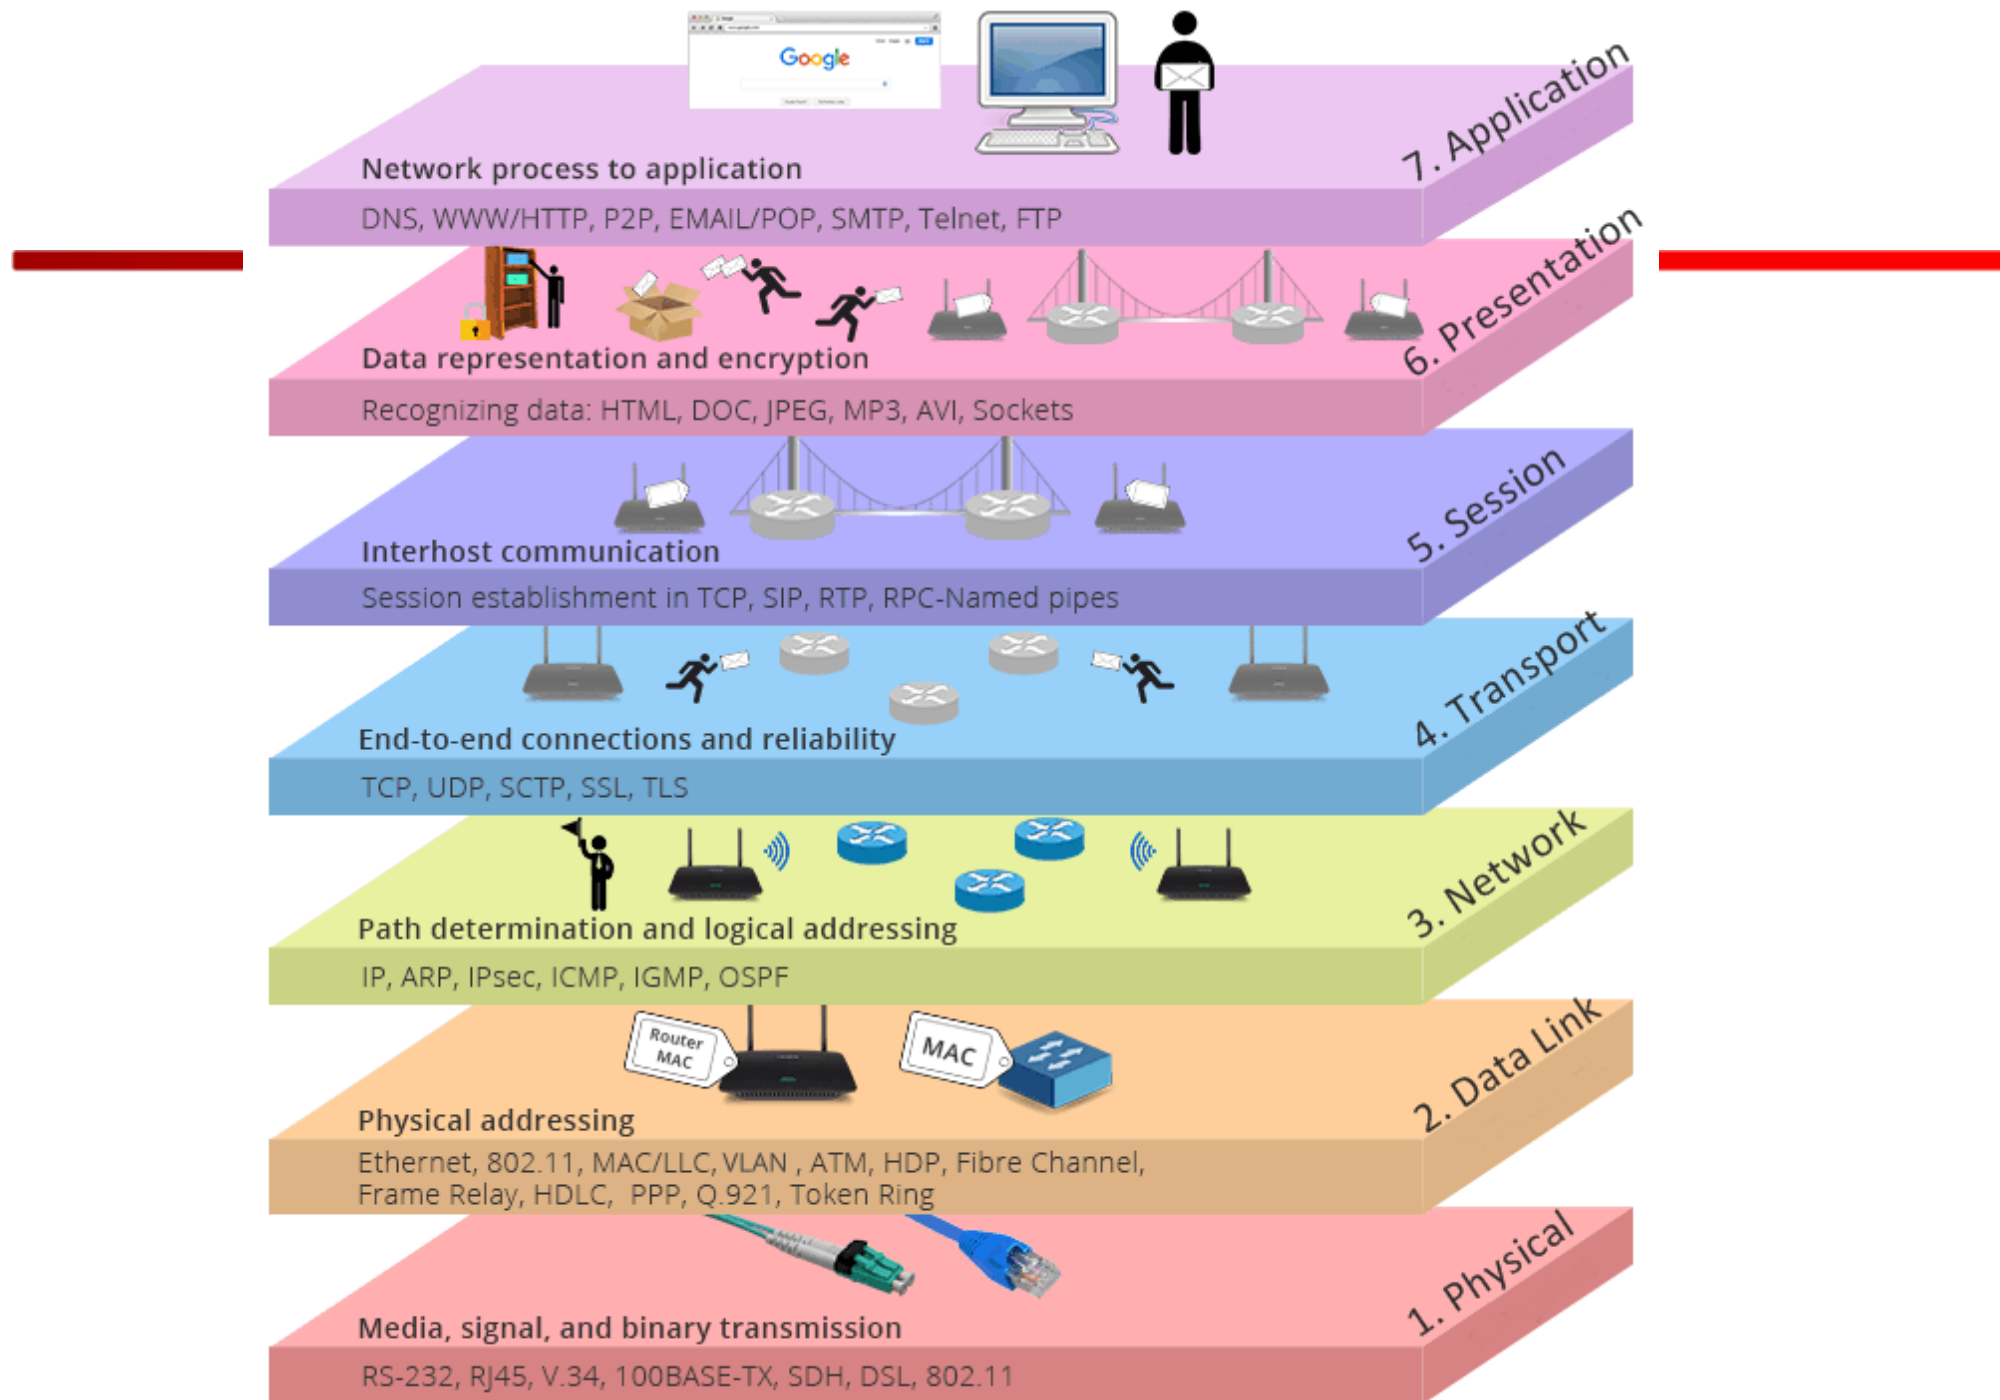 Google
7. Application
Network process to application
DNS, WWW/HTTP, P2P, EMAIL/POP, SMTP, Telnet, FTP
6. Presentation
Data representation and encryption
Recognizing data: HTML, DOC, JPEG, MP3, AVI, Sockets
5. Session
Interhost communication
Session establishment in TCP, SIP, RTP, RPC-Named pipes
4. Transport
End-to-end connections and reliability
TCP, UDP, SCTP, SSL, TLS
3. Network
Path determination and logical addressing
IP, ARP, IPsec, ICMP, IGMP, OSPF
2. Data Link
Router
MAC
MAC
Physical addressing
Ethernet, 802.11, MAC/LLC, VLAN , ATM, HDP, Fibre Channel,
Frame Relay, HDLC, PPP, Q.921, Token Ring
1. Physical
Media, signal, and binary transmission
RS-232, RJ45, V.34, 100BASE-TX, SDH, DSL, 802.11